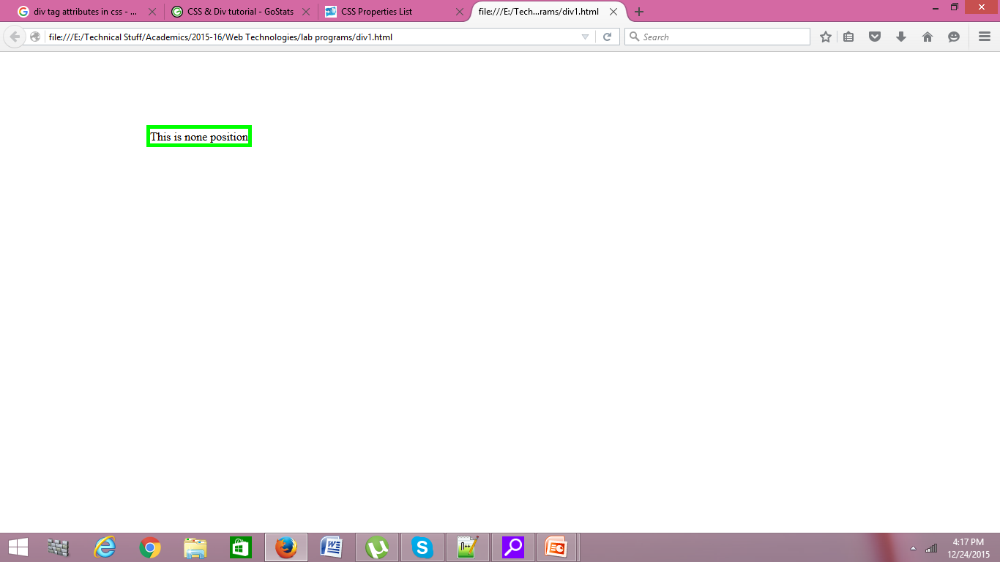 div tag attributes in css - ...
CSS & Div tutorial - GoStats
CSS Properties List
file:///E:/Tech...rams/div1.html
file:///E:/Technical Stuff/Academics/2015-16/Web Technologies/lab programs/div1.html
Search
This is none position
4:17 PM
12/24/2015